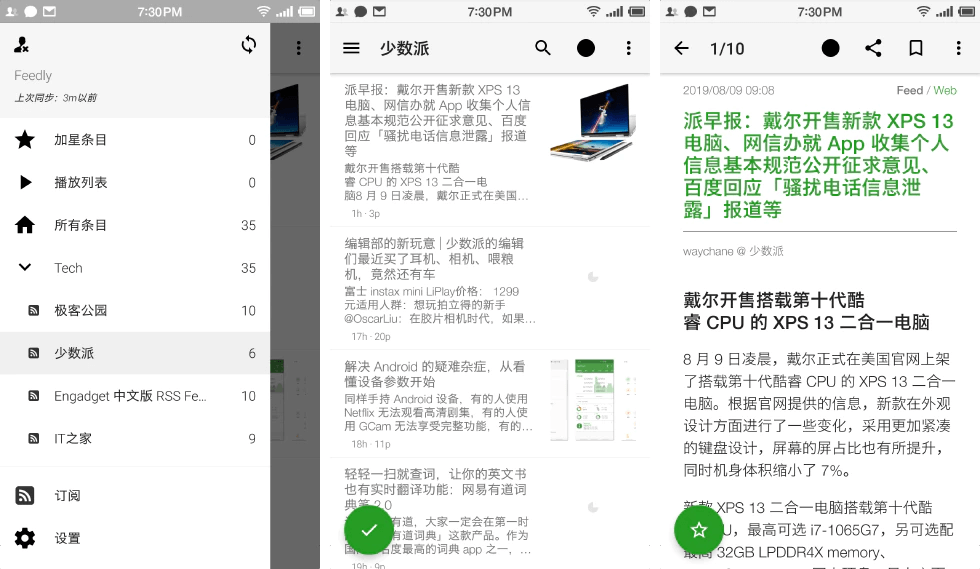 7:30PM
Feedly
上次同步：3m以前
加星条目 0
播放列表 0
所有条目 35
Tech 35
极客公园 10
少数派 6
Engadget 中文版 RSS Fe... 10
IT之家 9
订阅
设置
7:30PM
少数派
派早报：戴尔开售新款 XPS 13
电脑、网信办就 App 收集个人信
息基本规范公开征求意见、百度
回应「骚扰电话信息泄露」报道
等
戴尔开售搭载第十代酷
睿 CPU 的 XPS 13 二合一电
脑8 月 9 日凌晨，戴尔正式在美国…
1h · 3p
编辑部的新玩意 | 少数派的编辑
们最近买了耳机、相机、喂粮
机，竟然还有车
富士 instax mini LiPlay价格： 1299
元适用人群：想玩拍立得的新手
@OscarLiu：在胶片相机时代，如果…
17h · 20p
解决 Android 的疑难杂症，从看
懂设备参数开始
同样手持 Android 设备，有的人使用
Netflix 无法观看高清剧集，有的人使
用 GCam 无法享受完整功能，有的…
18h · 11p
轻轻一扫就查词，让你的英文书
也有实时翻译功能：网易有道词
典笔 2.0
有道，大家一定会在第一时
有道词典」这款产品。作为
国 度最高的词典 app 之一，…
19h · 9p
7:30PM
1/10
2019/08/09 09:08
Feed / Web
派早报：戴尔开售新款 XPS 13
电脑、网信办就 App 收集个人
信息基本规范公开征求意见、
百度回应「骚扰电话信息泄
露」报道等
waychane @ 少数派
戴尔开售搭载第十代酷
睿 CPU 的 XPS 13 二合一电脑
8 月 9 日凌晨，戴尔正式在美国官网上架
了搭载第十代酷睿 CPU 的 XPS 13 二合一
电脑。根据官网提供的信息，新款在外观
设计方面进行了一些变化，采用更加紧凑
的键盘设计，屏幕的屏占比也有所提升，
同时机身体积缩小了 7%。
新款 XPS 13 二合一电脑搭载第十代酷
U，最高可选 i7-1065G7，另可选配
最高 32GB LPDDR4X memory、